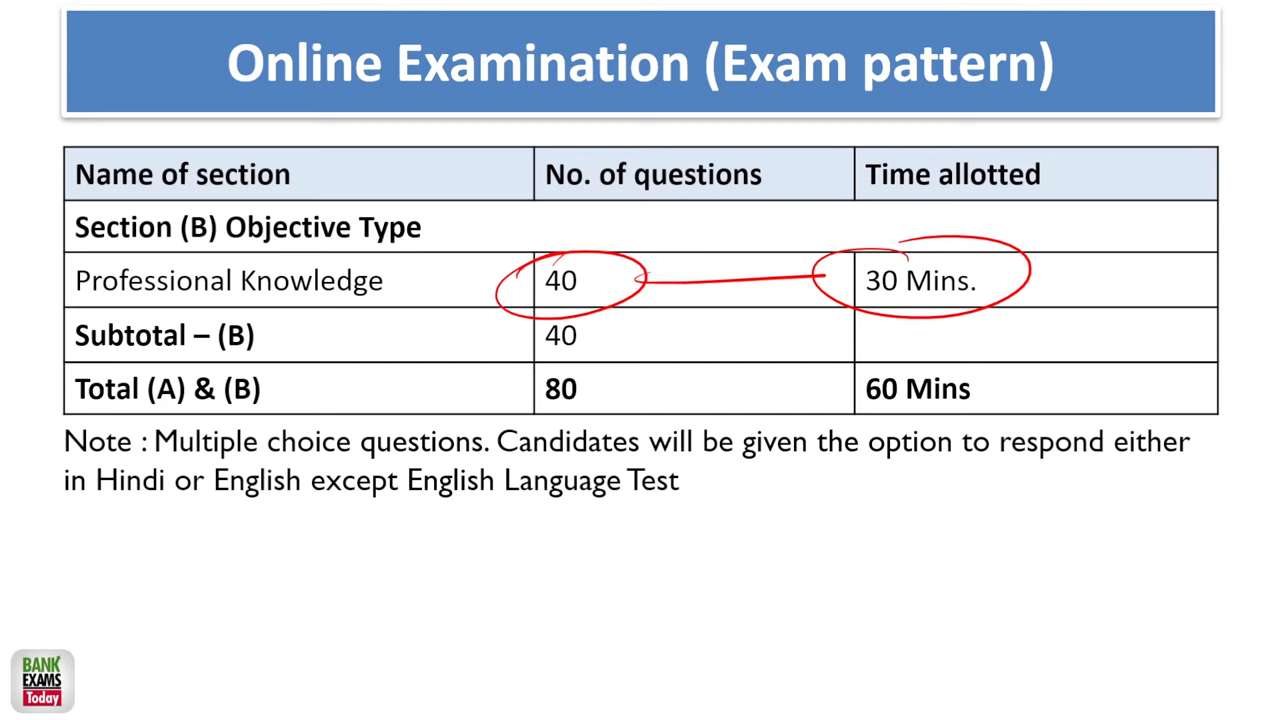 Online Examination (Exam pattern)
Name of section No. of questions Time allotted
Section (B) Objective Type
Professional Knowledge 40 30 Mins.
Subtotal – (B) 40
Total (A) & (B) 80 60 Mins
Note : Multiple choice questions. Candidates will be given the option to respond either
in Hindi or English except English Language Test
BANK
EXAMS
Today